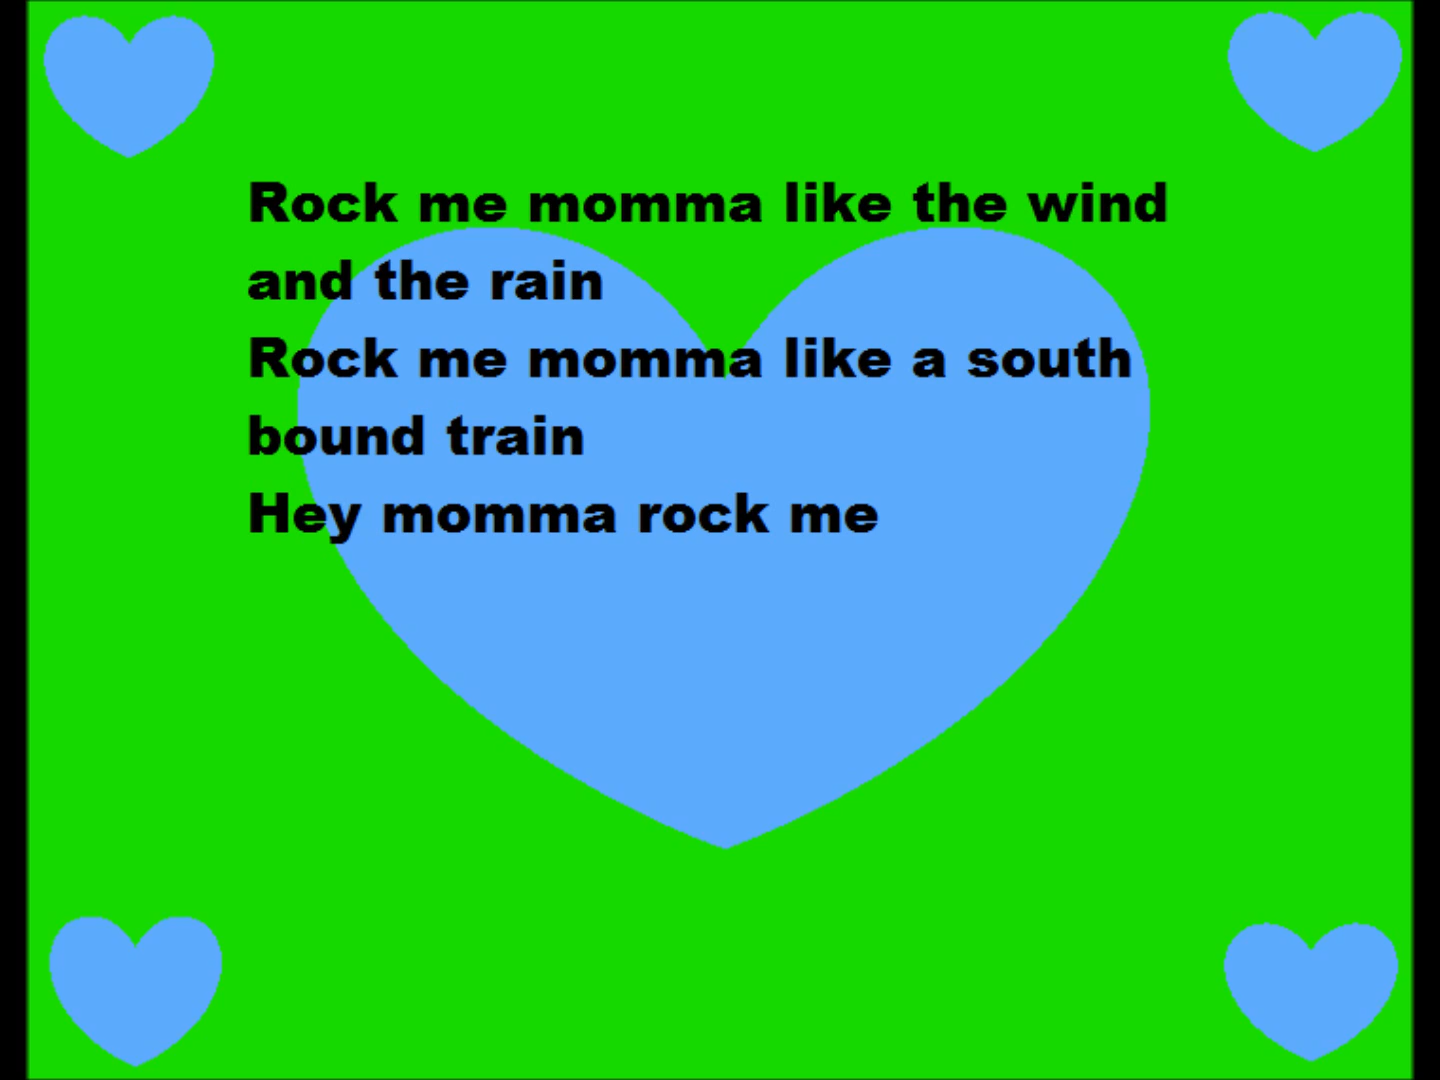 Rock me momma like the wind
and the rain
Rock me momma like a south
bound train
Hey momma rock me